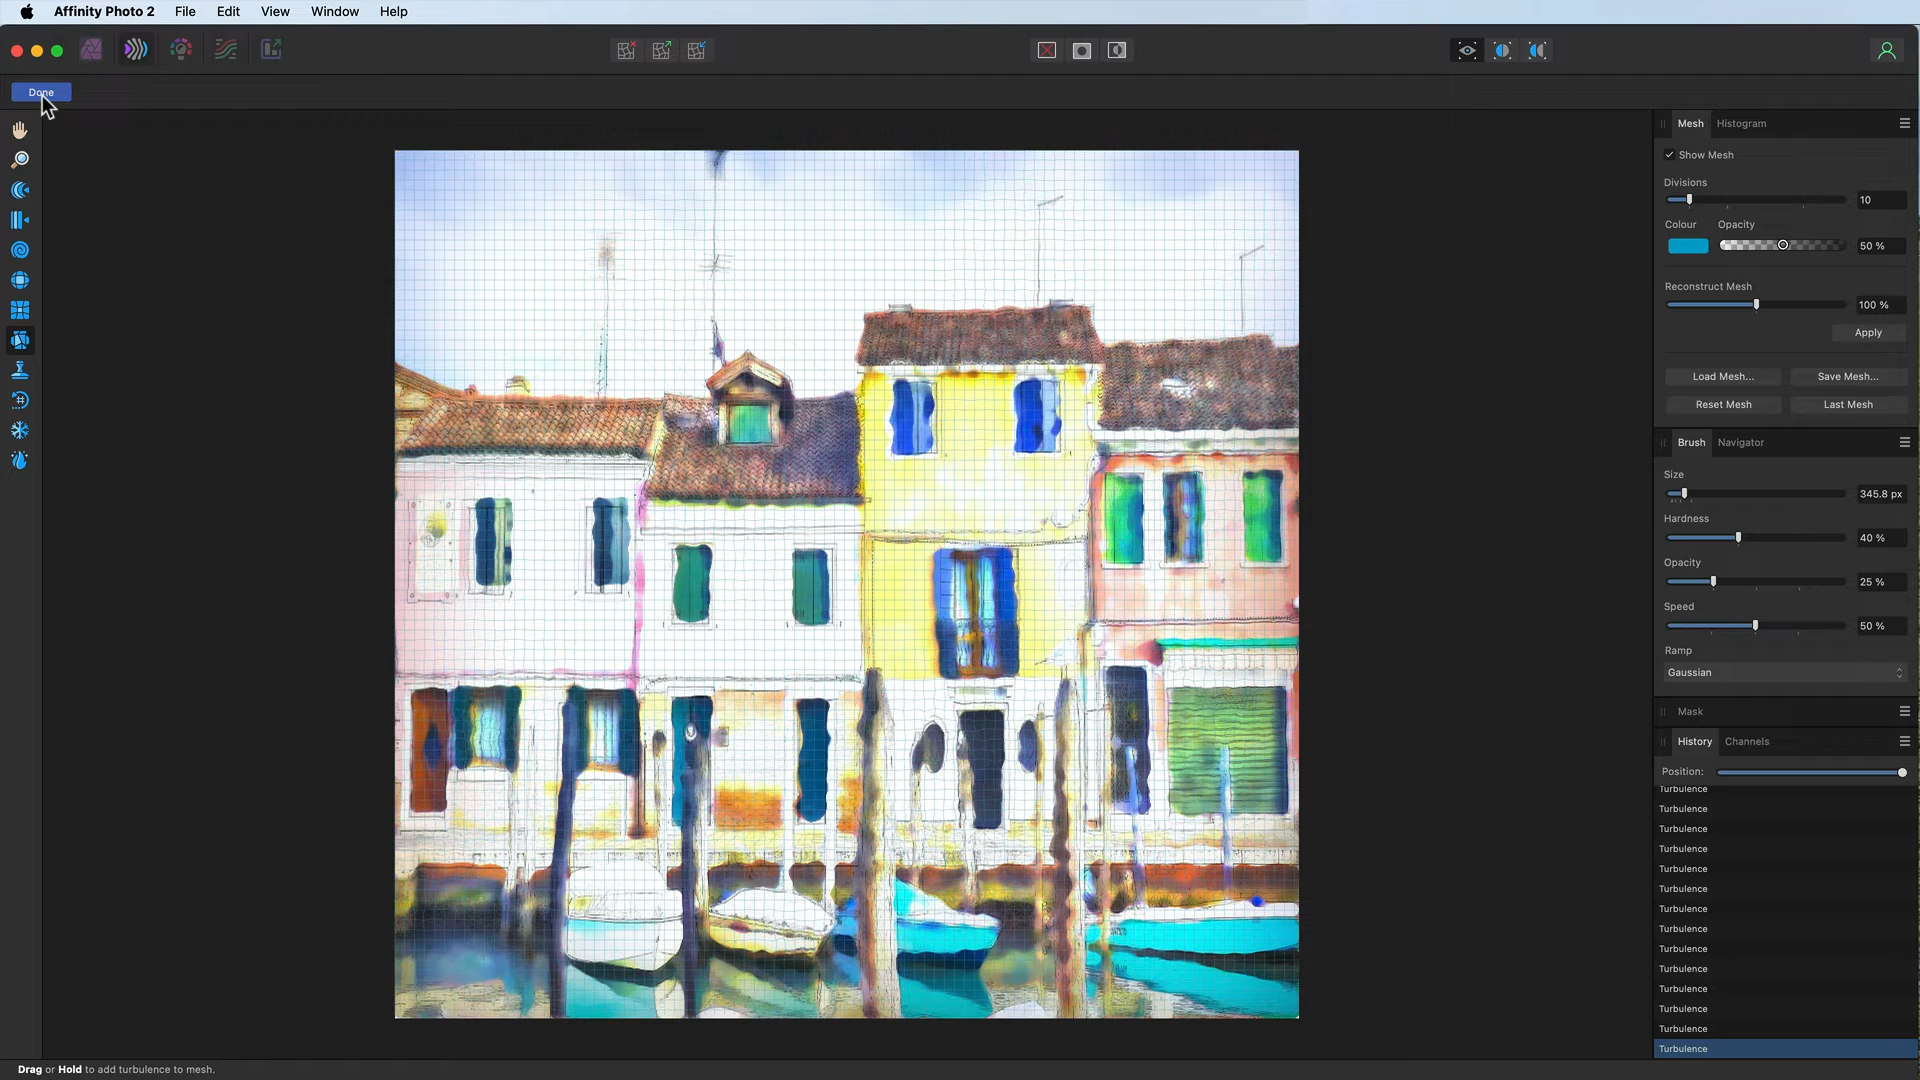 Affinity Photo 2 File Edit View Window Help
Done
Mesh Histogram
Show Mesh
Divisions
10
Colour Opacity
50 %
Reconstruct Mesh
100 %
Apply
Load Mesh... Save Mesh...
Reset Mesh Last Mesh
Brush Navigator
Size
345.8 px
Hardness
40 %
Opacity
25 %
Speed
50 %
Ramp
Gaussian
Mask
History Channels
Position:
Turbulence
Turbulence
Turbulence
Turbulence
Turbulence
Turbulence
Turbulence
Turbulence
Turbulence
Turbulence
Turbulence
Turbulence
Turbulence
Turbulence
Drag or Hold to add turbulence to mesh.